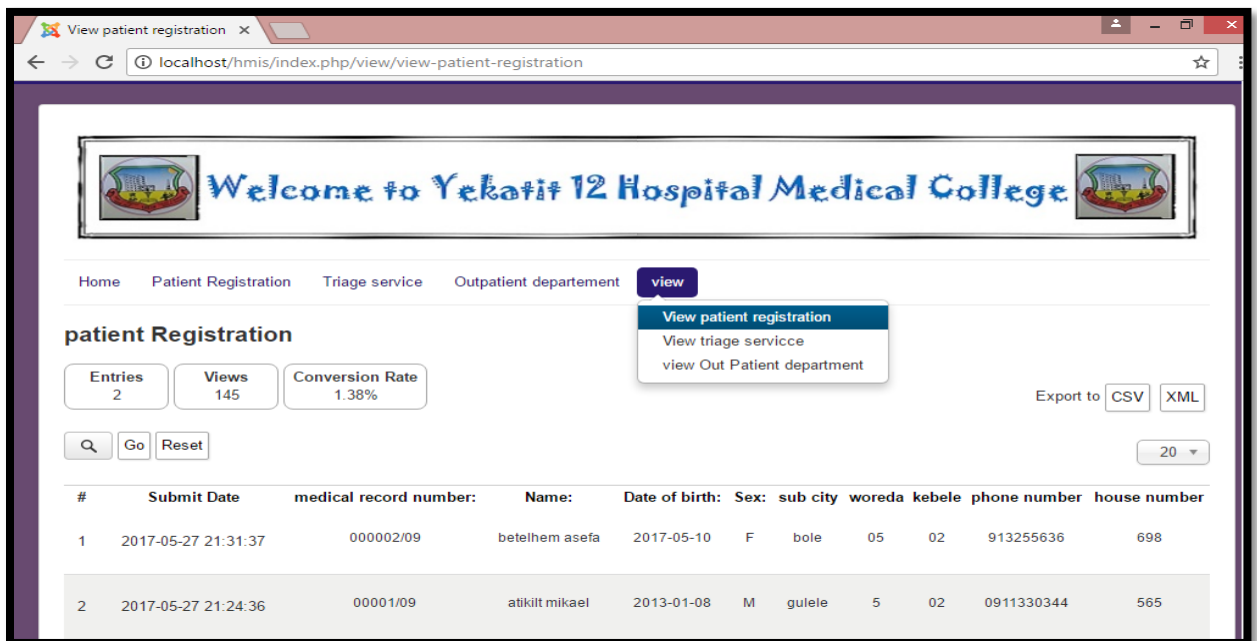 View patient registration
localhost/hmis/index.php/view/view-patient-registration
Welcome to Yekatit 12 Hospital Medical College
Home Patient Registration Triage service Outpatient departement view
View patient registration
View triage servicce
view Out Patient department
patient Registration
Entries Views Conversion Rate
2 145 1.38%
Export to CSV XML
Go Reset
20
# Submit Date medical record number: Name: Date of birth: Sex: sub city woreda kebele phone number house number
1 2017-05-27 21:31:37 000002/09 betelhem asefa 2017-05-10 F bole 05 02 913255636 698
2 2017-05-27 21:24:36 00001/09 atikilt mikael 2013-01-08 M gulele 5 02 0911330344 565